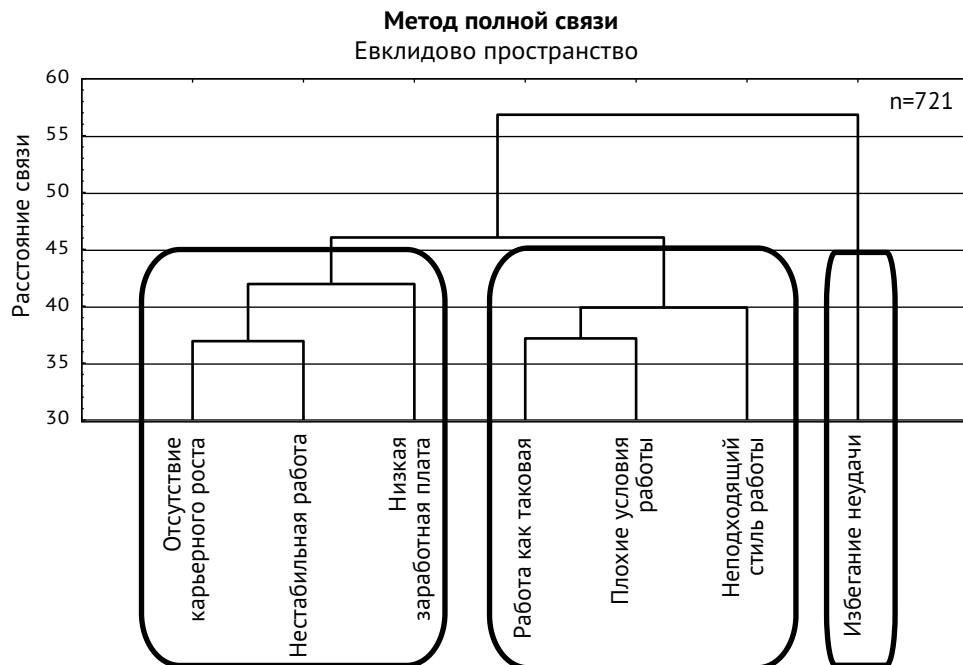 Метод полной связи
Евклидово пространство
n=721
Расстояние связи
60
55
50
45
40
35
30
Отсутствие
карьерного роста
Нестабильная работа
Низкая
заработная плата
Работа как таковая
Плохие условия
работы
Неподходящий
стиль работы
Избегание неудачи